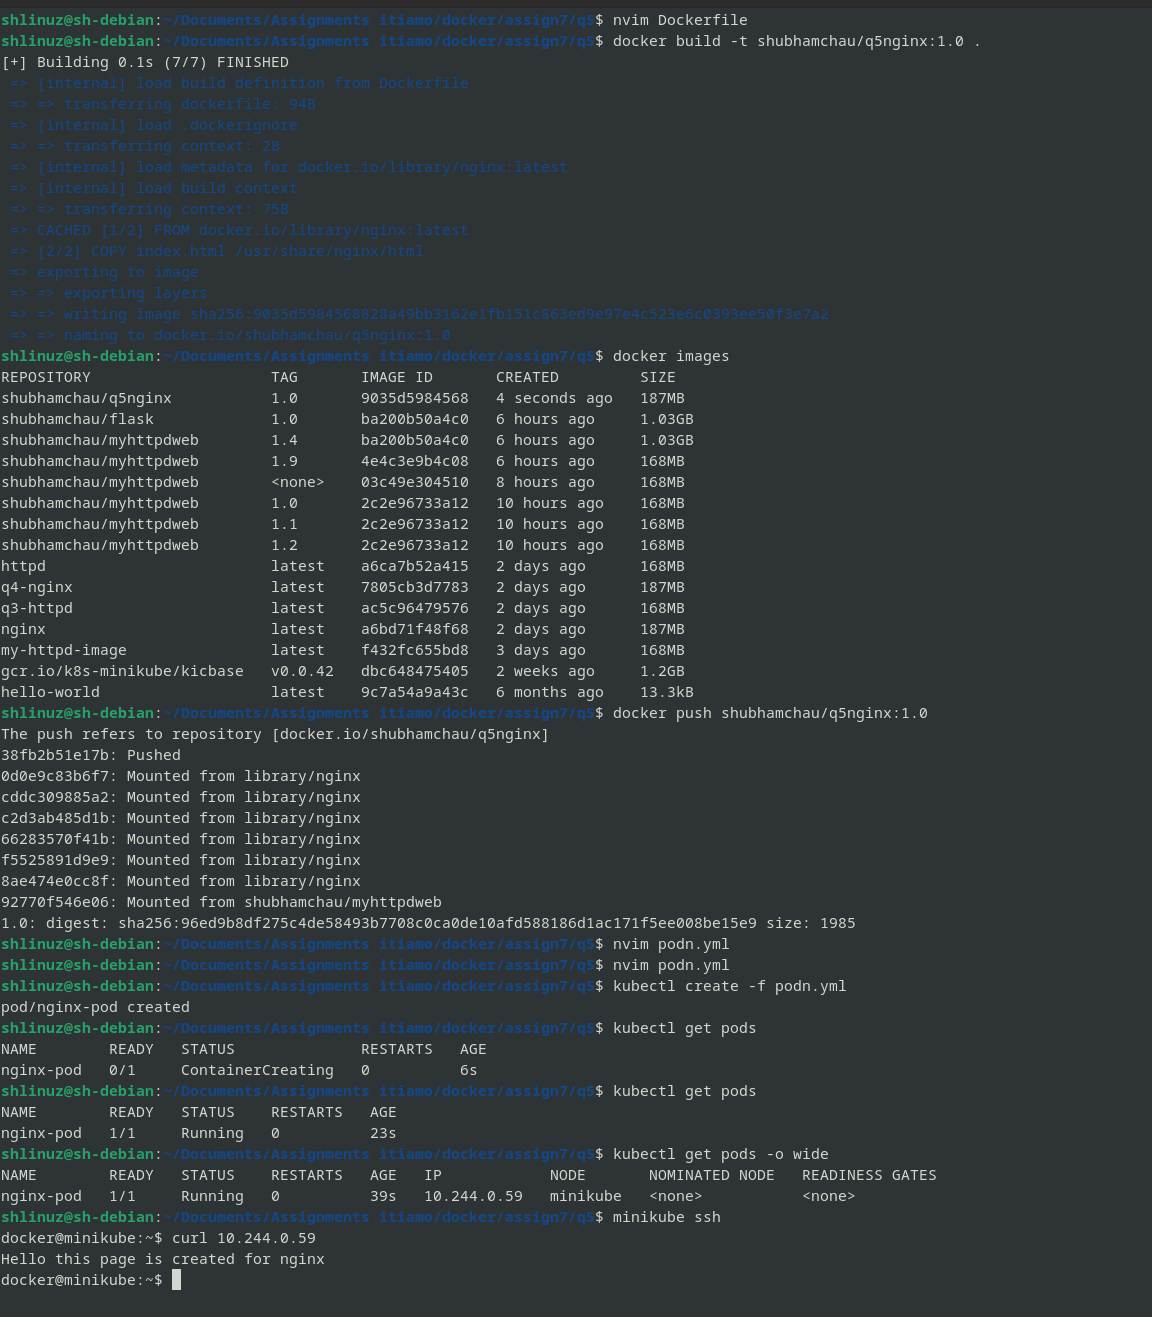 shlinuz@sh-debian:~/Documents/Assignments itiamo/docker/assign7/q5$ nvim Dockerfile
shlinuz@sh-debian:~/Documents/Assignments itiamo/docker/assign7/q5$ docker build -t shubhamchau/q5nginx:1.0 .
[+] Building 0.1s (7/7) FINISHED
=> [internal] load build definition from Dockerfile
=> => transferring dockerfile: 94B
=> [internal] load .dockerignore
=> => transferring context: 2B
=> [internal] load metadata for docker.io/library/nginx:latest
=> [internal] load build context
=> => transferring context: 75B
=> CACHED [1/2] FROM docker.io/library/nginx:latest
=> [2/2] COPY index.html /usr/share/nginx/html
=> exporting to image
=> => exporting layers
=> => writing image sha256:9035d5984568828a49bb3162e1fb151c863ed9e97e4c523e6c0393ee50f3e7a2
=> => naming to docker.io/shubhamchau/q5nginx:1.0
shlinuz@sh-debian:~/Documents/Assignments itiamo/docker/assign7/q5$ docker images
REPOSITORY TAG IMAGE ID CREATED SIZE
shubhamchau/q5nginx 1.0 9035d5984568 4 seconds ago 187MB
shubhamchau/flask 1.0 ba200b50a4c0 6 hours ago 1.03GB
shubhamchau/myhttpdweb 1.4 ba200b50a4c0 6 hours ago 1.03GB
shubhamchau/myhttpdweb 1.9 4e4c3e9b4c08 6 hours ago 168MB
shubhamchau/myhttpdweb <none> 03c49e304510 8 hours ago 168MB
shubhamchau/myhttpdweb 1.0 2c2e96733a12 10 hours ago 168MB
shubhamchau/myhttpdweb 1.1 2c2e96733a12 10 hours ago 168MB
shubhamchau/myhttpdweb 1.2 2c2e96733a12 10 hours ago 168MB
httpd latest a6ca7b52a415 2 days ago 168MB
q4-nginx latest 7805cb3d7783 2 days ago 187MB
q3-httpd latest ac5c96479576 2 days ago 168MB
nginx latest a6bd71f48f68 2 days ago 187MB
my-httpd-image latest f432fc655bd8 3 days ago 168MB
gcr.io/k8s-minikube/kicbase v0.0.42 dbc648475405 2 weeks ago 1.2GB
hello-world latest 9c7a54a9a43c 6 months ago 13.3kB
shlinuz@sh-debian:~/Documents/Assignments itiamo/docker/assign7/q5$ docker push shubhamchau/q5nginx:1.0
The push refers to repository [docker.io/shubhamchau/q5nginx]
38fb2b51e17b: Pushed
0d0e9c83b6f7: Mounted from library/nginx
cddc309885a2: Mounted from library/nginx
c2d3ab485d1b: Mounted from library/nginx
66283570f41b: Mounted from library/nginx
f5525891d9e9: Mounted from library/nginx
8ae474e0cc8f: Mounted from library/nginx
92770f546e06: Mounted from shubhamchau/myhttpdweb
1.0: digest: sha256:96ed9b8df275c4de58493b7708c0ca0de10afd588186d1ac171f5ee008be15e9 size: 1985
shlinuz@sh-debian:~/Documents/Assignments itiamo/docker/assign7/q5$ nvim podn.yml
shlinuz@sh-debian:~/Documents/Assignments itiamo/docker/assign7/q5$ nvim podn.yml
shlinuz@sh-debian:~/Documents/Assignments itiamo/docker/assign7/q5$ kubectl create -f podn.yml
pod/nginx-pod created
shlinuz@sh-debian:~/Documents/Assignments itiamo/docker/assign7/q5$ kubectl get pods
NAME READY STATUS RESTARTS AGE
nginx-pod 0/1 ContainerCreating 0 6s
shlinuz@sh-debian:~/Documents/Assignments itiamo/docker/assign7/q5$ kubectl get pods
NAME READY STATUS RESTARTS AGE
nginx-pod 1/1 Running 0 23s
shlinuz@sh-debian:~/Documents/Assignments itiamo/docker/assign7/q5$ kubectl get pods -o wide
NAME READY STATUS RESTARTS AGE IP NODE NOMINATED NODE READINESS GATES
nginx-pod 1/1 Running 0 39s 10.244.0.59 minikube <none> <none>
shlinuz@sh-debian:~/Documents/Assignments itiamo/docker/assign7/q5$ minikube ssh
docker@minikube:~$ curl 10.244.0.59
Hello this page is created for nginx
docker@minikube:~$